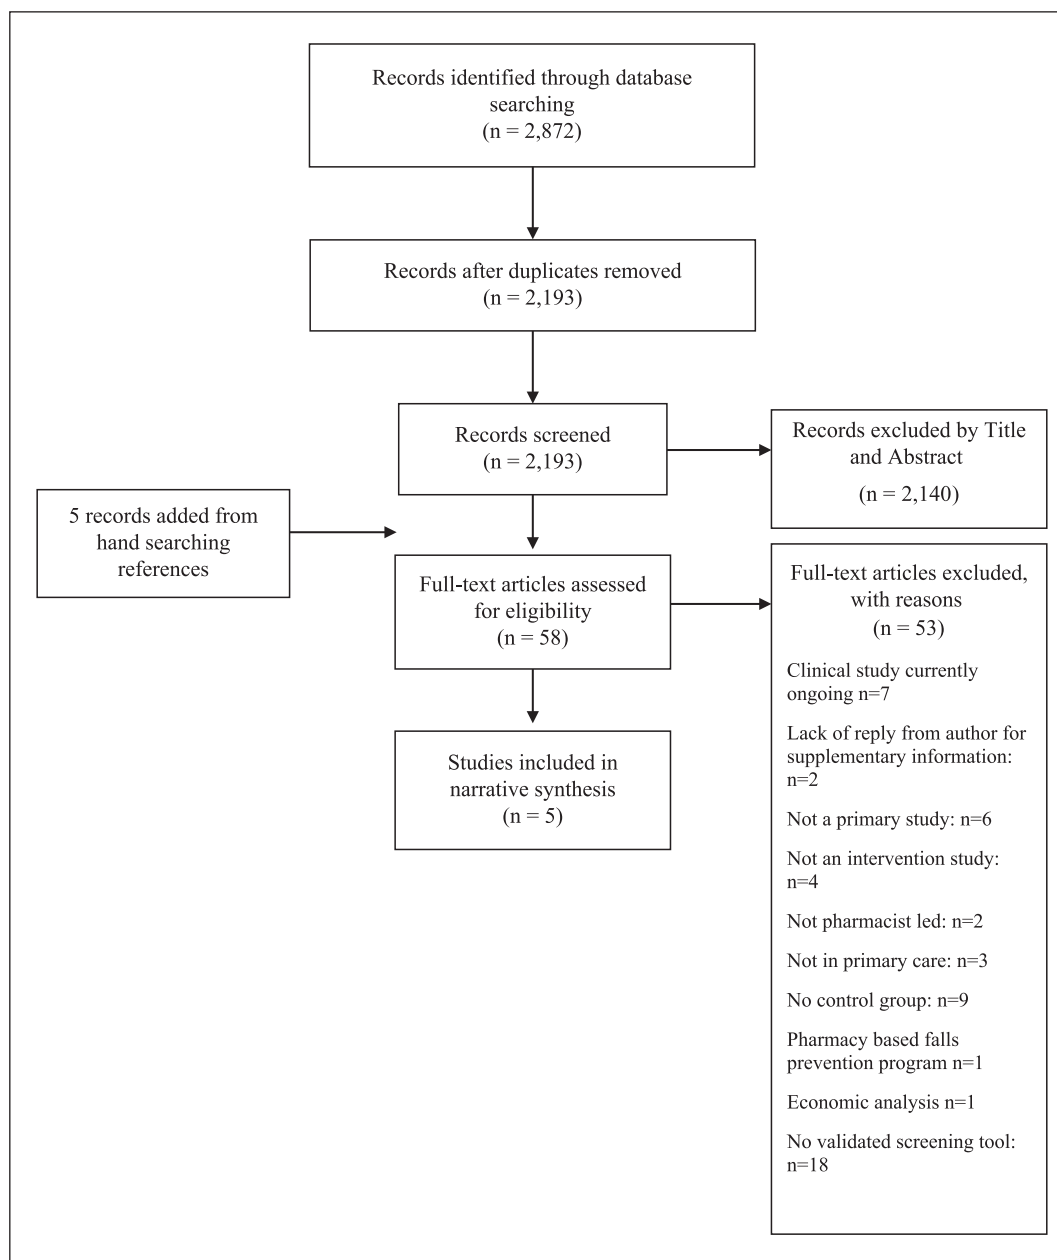 Records identified through database
searching
(n = 2,872)
Records after duplicates removed
(n = 2,193)
Records screened
(n = 2,193)
Records excluded by Title
and Abstract
(n = 2,140)
5 records added from
hand searching
references
Full-text articles assessed
for eligibility
(n = 58)
Full-text articles excluded,
with reasons
(n = 53)
Clinical study currently
ongoing n=7
Lack of reply from author for
supplementary information:
n=2
Not a primary study: n=6
Not an intervention study:
n=4
Not pharmacist led: n=2
Not in primary care: n=3
No control group: n=9
Pharmacy based falls
prevention program n=1
Economic analysis n=1
No validated screening tool:
n=18
Studies included in
narrative synthesis
(n = 5)